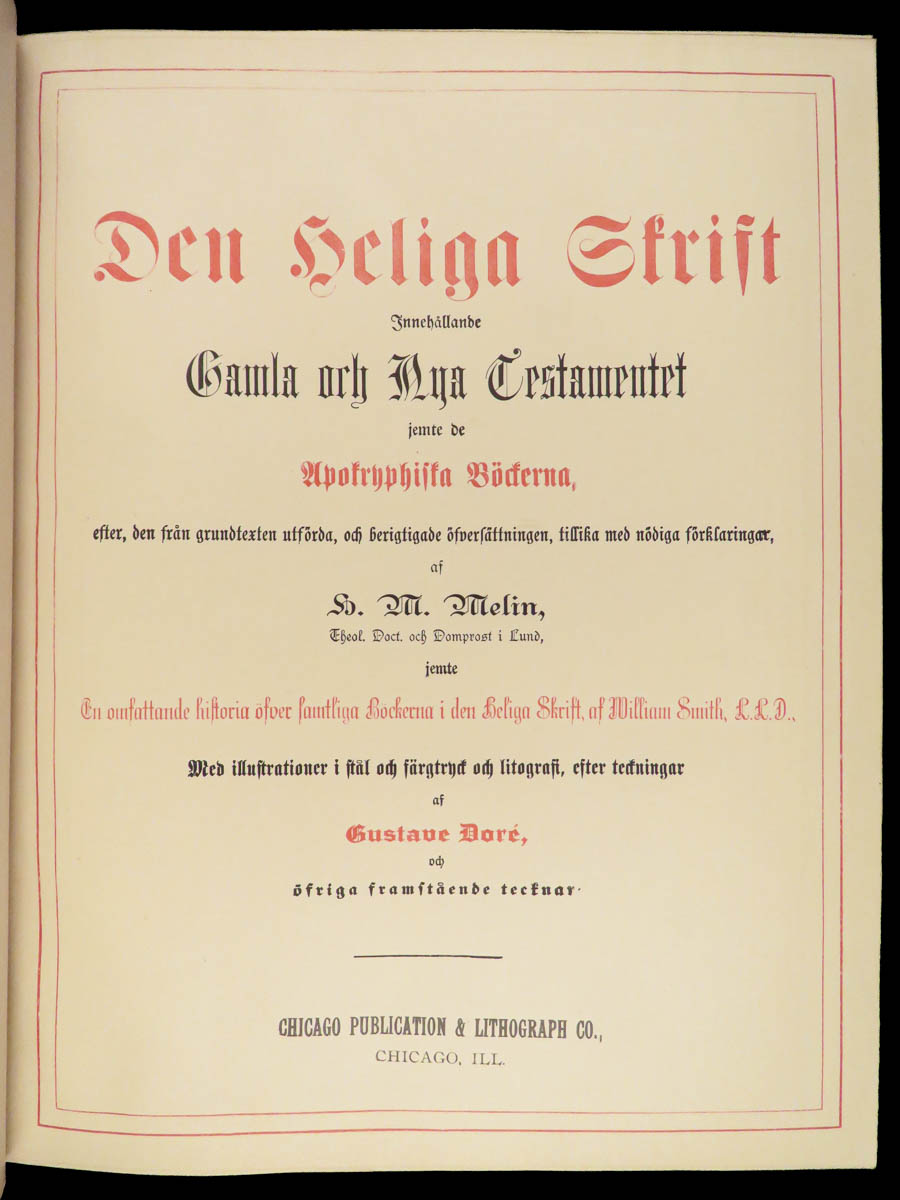 Den Heliga Skrift
Innehållande
Gamla och Nya Testamentet
jemte de
Apokryphiska Böckerna,
efter, den från grundtexten utförda, och berigtigade öfversättningen, tillika med nödiga förklaringar,
af
H. M. Melin,
Theol. Doct. och Domprost i Lund,
jemte
En omfattande historia öfver samtliga Böckerna i den Heliga Skrift, af William Smith, L.L.D.,
Med illustrationer i stål och färgtryck och litografi, efter teckningar
af
Gustave Doré,
och
öfriga framstående tecknar.
CHICAGO PUBLICATION & LITHOGRAPH CO.,
CHICAGO, ILL.